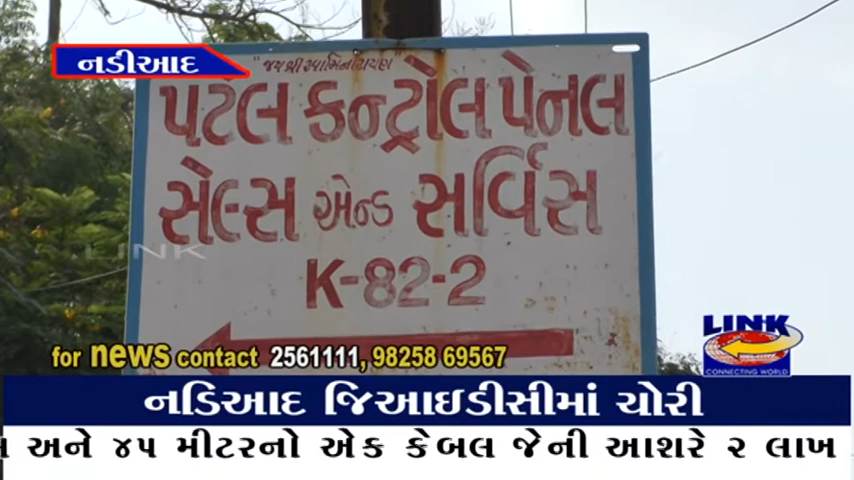 નડીઆદ
"જય શ્રી સ્વામિનારાયણ"
પટેલ કન્ટ્રોલ પેનલ
સેલ્સ એન્ડ સર્વિસ
K-82-2
LINK
for news contact 2561111, 98258 69567
LINK
CONNECTING WORLD
નડિઆદ જિઆઇડીસીમાં ચોરી
અને ૪૫ મીટરનો એક કેબલ જેની આશરે ૨ લાખ